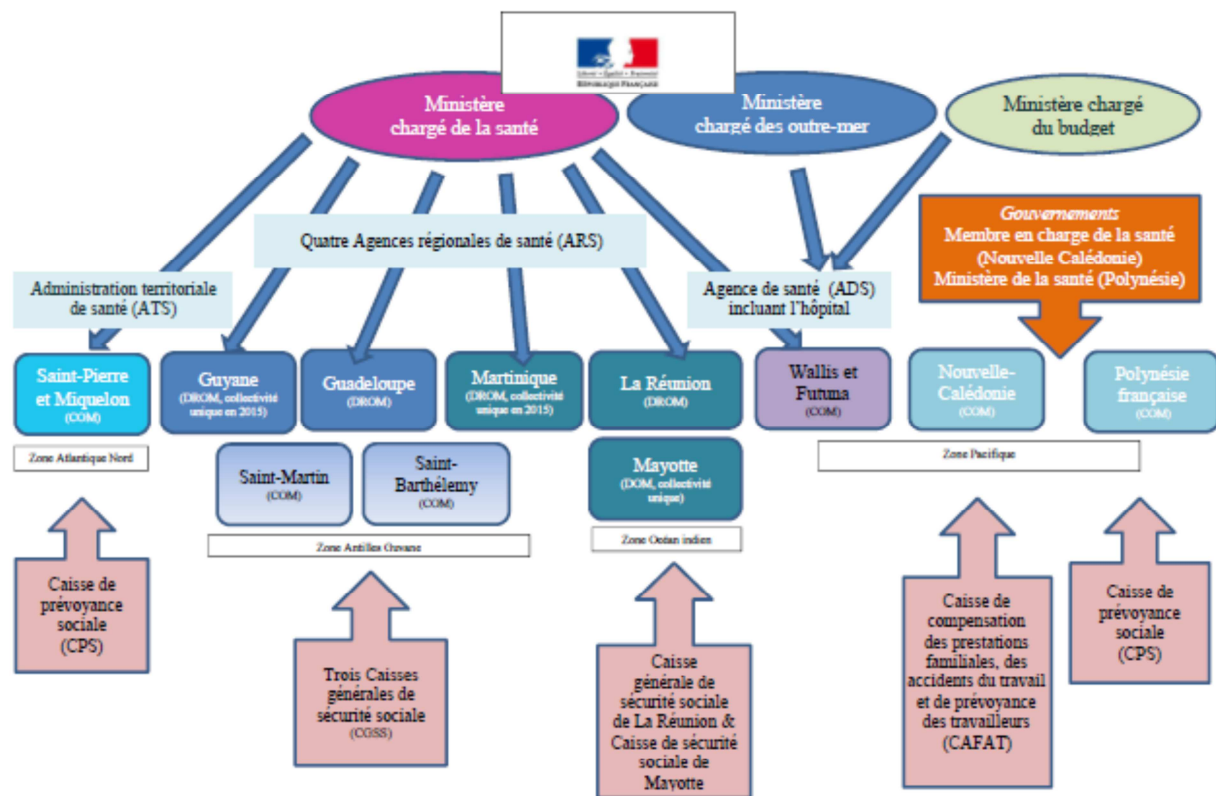 Liberté • Égalité • Fraternité
RÉPUBLIQUE FRANÇAISE
Ministère
chargé de la santé
Ministère
chargé des outre-mer
Ministère chargé
du budget
Quatre Agences régionales de santé (ARS)
Gouvernements
Membre en charge de la santé
(Nouvelle Calédonie)
Ministère de la santé (Polynésie)
Administration territoriale
de santé (ATS)
Agence de santé (ADS)
incluant l'hôpital
Saint-Pierre
et Miquelon
(COM)
Guyane
(DROM, collectivité
unique en 2015)
Guadeloupe
(DROM)
Martinique
(DROM, collectivité
unique en 2015)
La Réunion
(DROM)
Wallis et
Futuna
(COM)
Nouvelle-
Calédonie
(COM)
Polynésie
française
(COM)
Zone Atlantique Nord
Saint-Martin
(COM)
Saint-
Barthélemy
(COM)
Mayotte
(DOM, collectivité
unique)
Zone Pacifique
Zone Antilles Guyane
Zone Océan indien
Caisse de
prévoyance
sociale
(CPS)
Trois Caisses
générales de
sécurité sociale
(CGSS)
Caisse
générale de
sécurité sociale
de La Réunion &
Caisse de sécurité
sociale de
Mayotte
Caisse de
compensation
des prestations
familiales, des
accidents du travail
et de prévoyance
des travailleurs
(CAFAT)
Caisse de
prévoyance
sociale
(CPS)